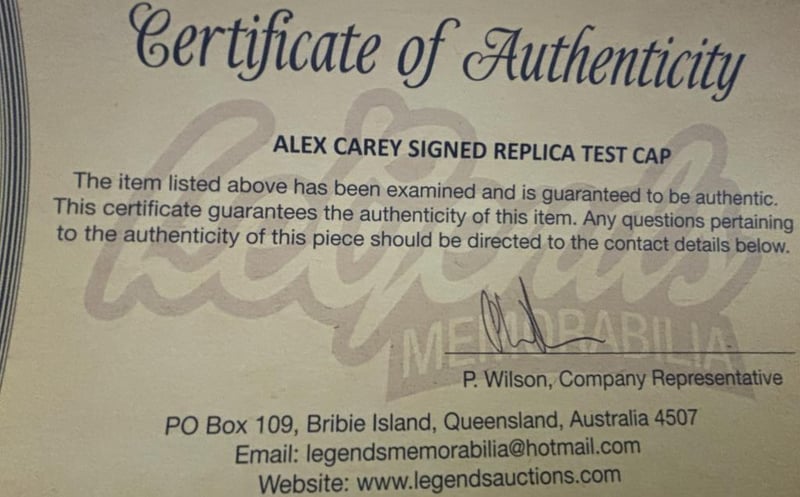 Certificate of Authenticity
ALEX CAREY SIGNED REPLICA TEST CAP
The item listed above has been examined and is guaranteed to be authentic.
This certificate guarantees the authenticity of this item. Any questions pertaining
to the authenticity of this piece should be directed to the contact details below.
Legends
MEMORABILIA
P. Wilson, Company Representative
PO Box 109, Bribie Island, Queensland, Australia 4507
Email: legendsmemorabilia@hotmail.com
Website: www.legendsauctions.com